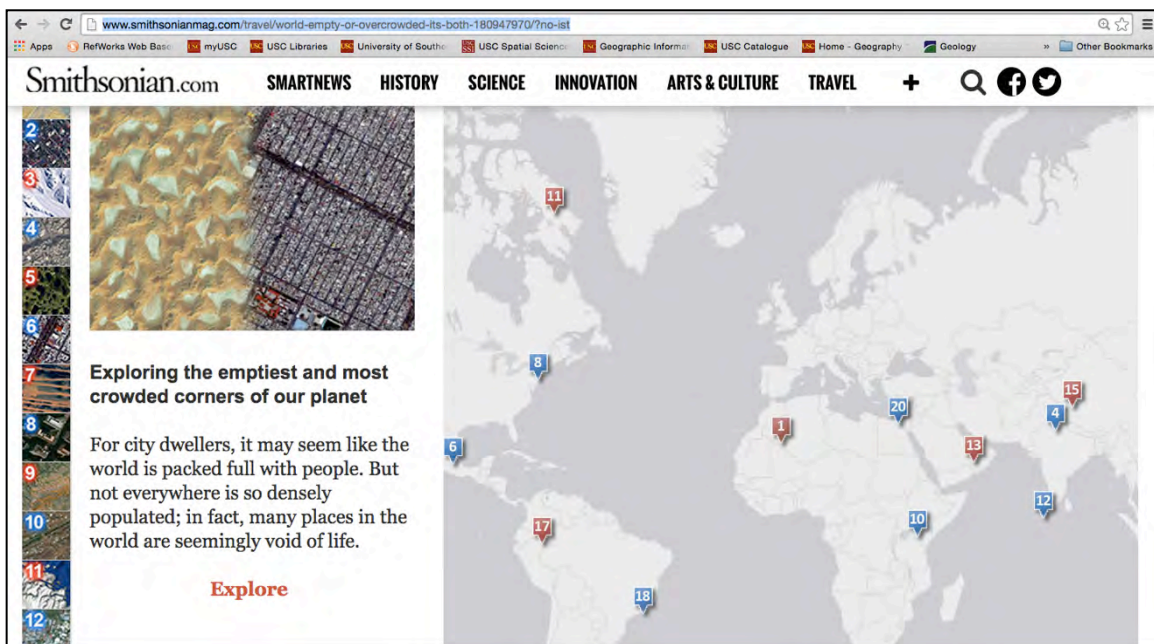 www.smithsonianmag.com/travel/world-empty-or-overcrowded-its-both-180947970/?no-ist
Apps RefWorks Web Base myUSC USC Libraries University of Southe USC Spatial Scienc Geographic Informa USC Catalogue Home - Geography Geology » Other Bookmarks
Smithsonian.com SMARTNEWS HISTORY SCIENCE INNOVATION ARTS & CULTURE TRAVEL +
2
3
4
5
6
7
8
9
10
11
12
Exploring the emptiest and most
crowded corners of our planet
For city dwellers, it may seem like the
world is packed full with people. But
not everywhere is so densely
populated; in fact, many places in the
world are seemingly void of life.
Explore
11
8
15
20
4
1
6
13
12
10
17
18